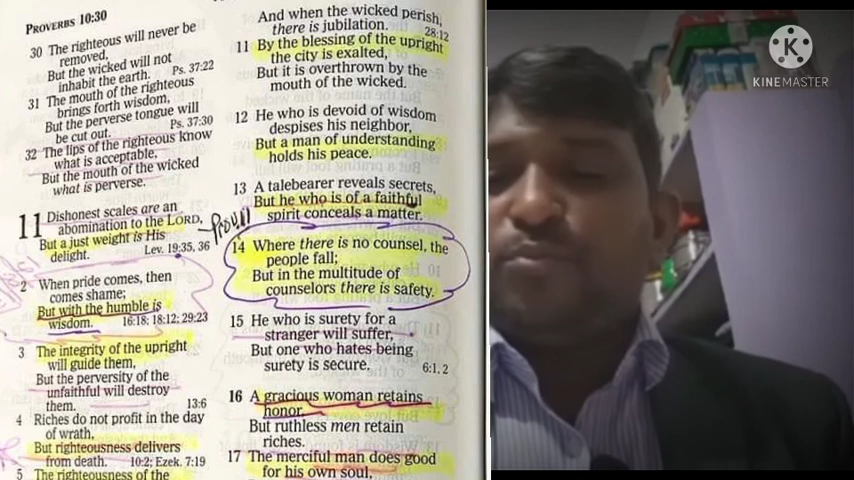 PROVERBS 10:30
30 The righteous will never be
removed,
But the wicked will not
inhabit the earth. Ps. 37:22
31 The mouth of the righteous
brings forth wisdom,
But the perverse tongue will
be cut out. Ps. 37:30
32 The lips of the righteous know
what is acceptable,
But the mouth of the wicked
what is perverse.
11 Dishonest scales are an
abomination to the LORD,
But a just weight is His
delight. Lev. 19:35, 36
2 When pride comes, then
comes shame;
But with the humble is
wisdom. 16:18; 18:12; 29:23
3 The integrity of the upright
will guide them,
But the perversity of the
unfaithful will destroy
them. 13:6
4 Riches do not profit in the day
of wrath,
But righteousness delivers
from death. 10:2; Ezek. 7:19
5 The righteousness of the
And when the wicked perish,
there is jubilation. 28:12
11 By the blessing of the upright
the city is exalted,
But it is overthrown by the
mouth of the wicked.
12 He who is devoid of wisdom
despises his neighbor,
But a man of understanding
holds his peace.
13 A talebearer reveals secrets,
But he who is of a faithful
spirit conceals a matter.
14 Where there is no counsel, the
people fall;
But in the multitude of
counselors there is safety.
15 He who is surety for a
stranger will suffer,
But one who hates being
surety is secure. 6:1, 2
16 A gracious woman retains
honor,
But ruthless men retain
riches.
17 The merciful man does good
for his own soul,
K
KINEMASTER